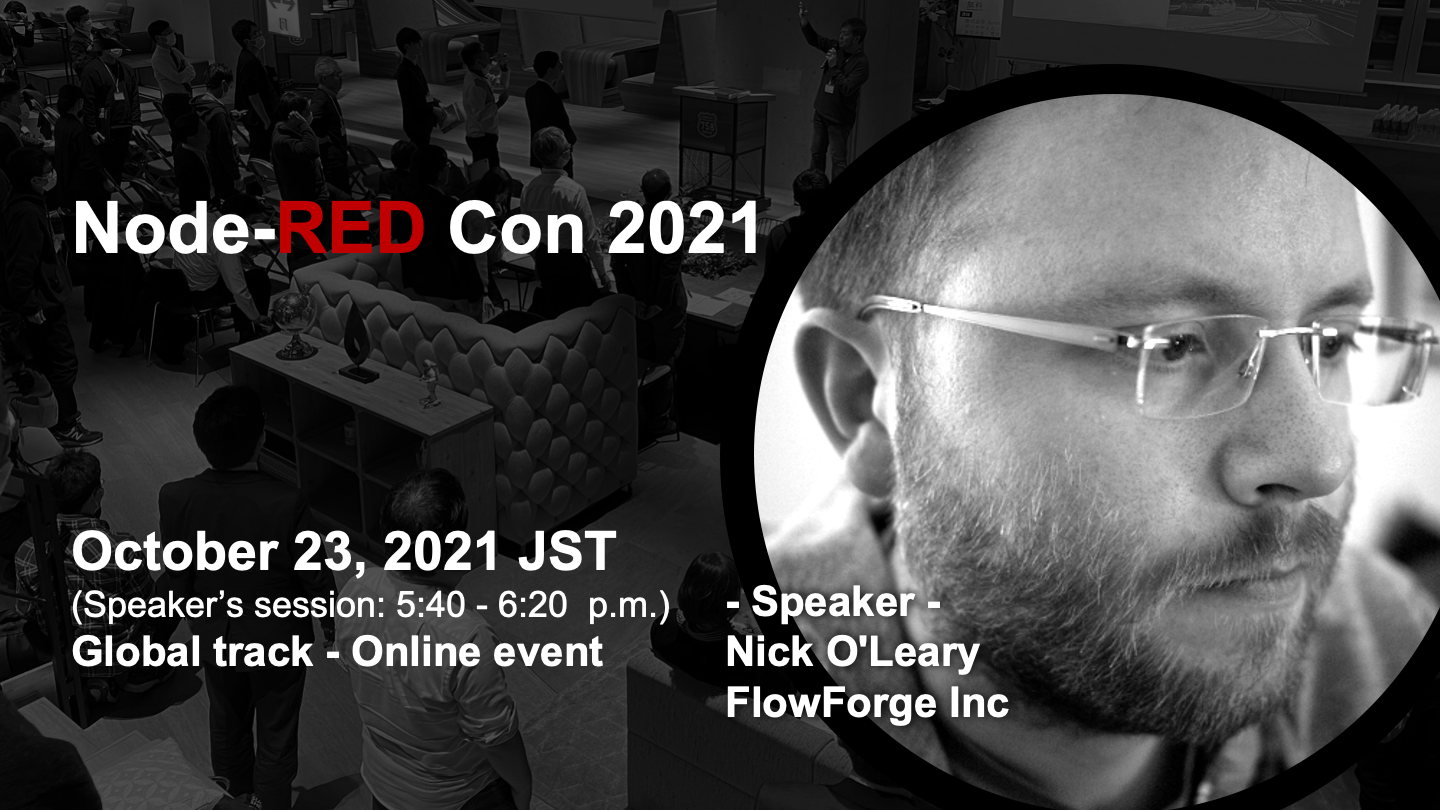 Node-RED Con 2021
October 23, 2021 JST
(Speaker’s session: 5:40 - 6:20 p.m.)
Global track - Online event
- Speaker -
Nick O'Leary
FlowForge Inc